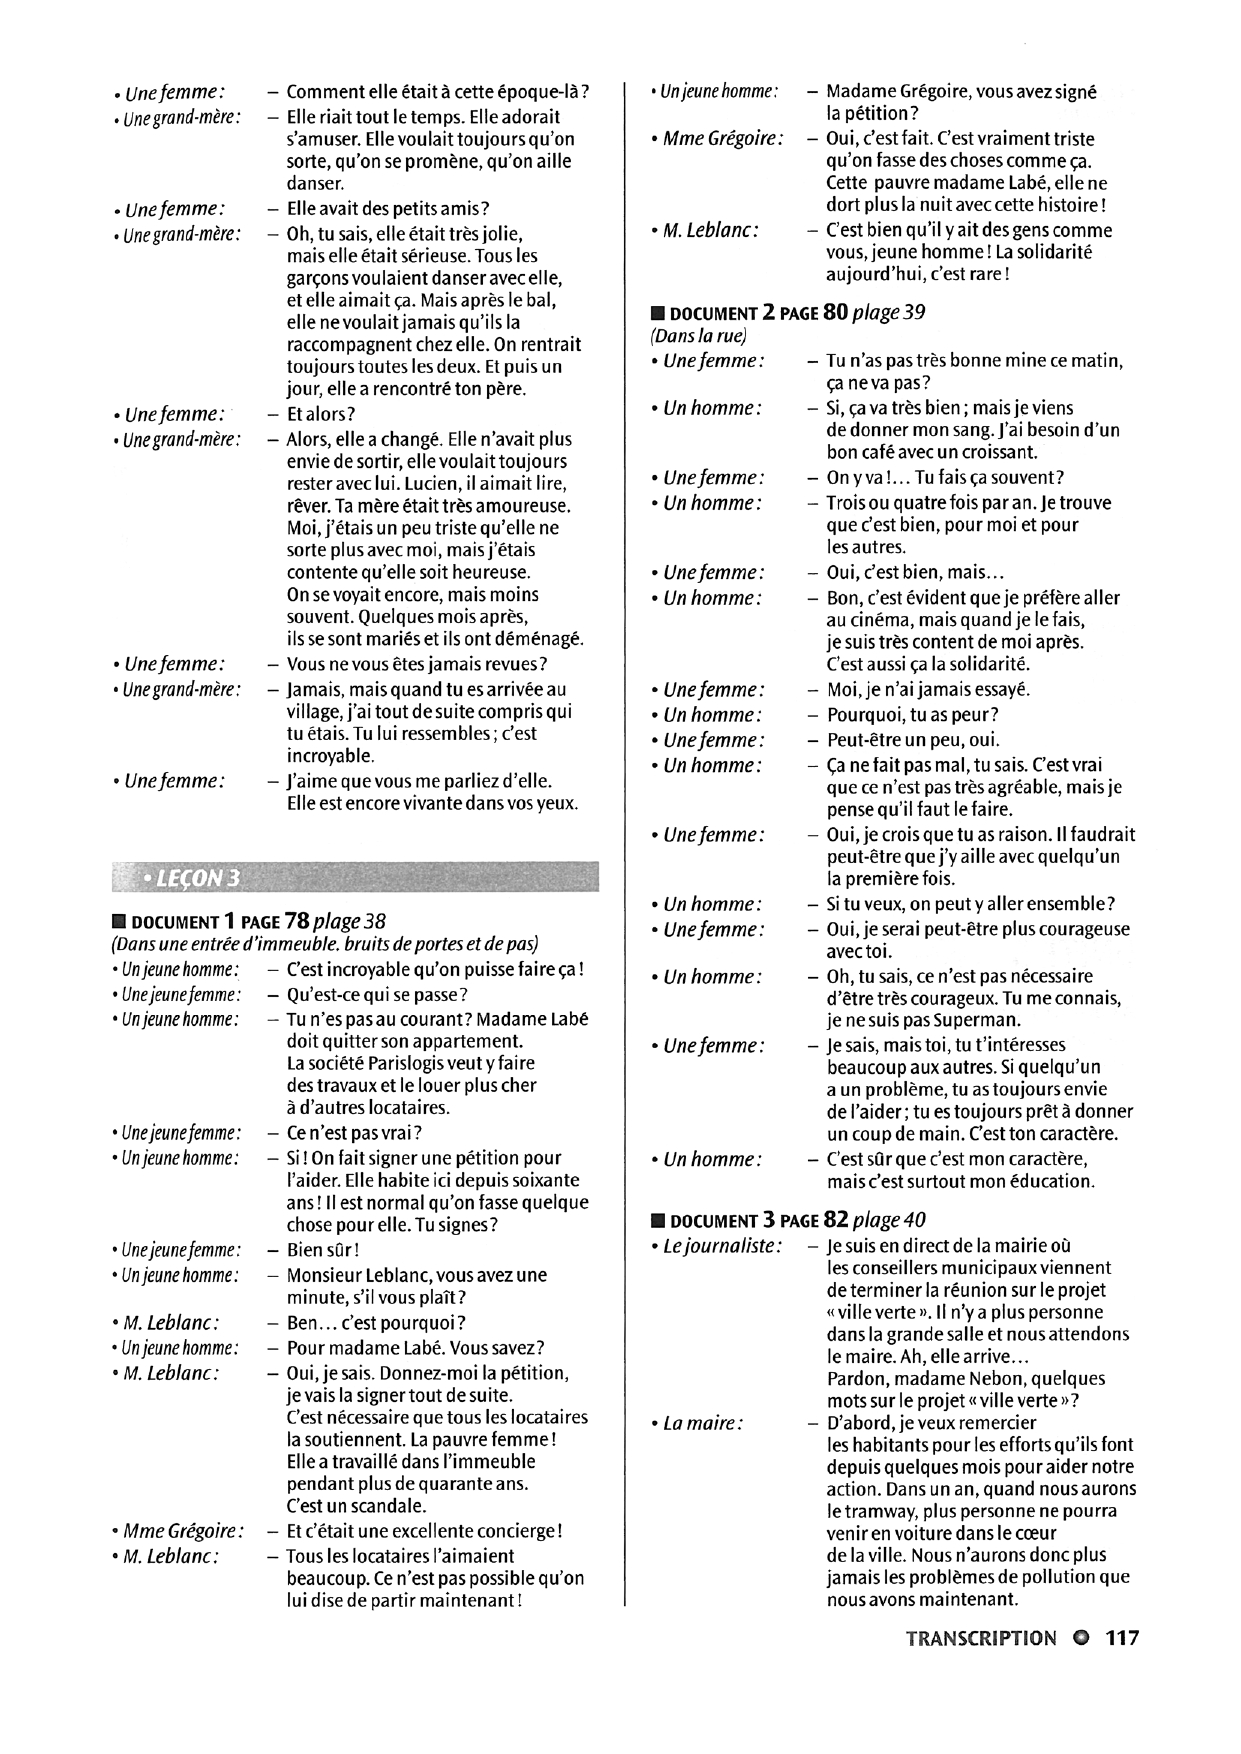 • Une femme : – Comment elle était à cette époque-là ?
• Une grand-mère : – Elle riait tout le temps. Elle adorait
s'amuser. Elle voulait toujours qu'on
sorte, qu'on se promène, qu'on aille
danser.
• Une femme : – Elle avait des petits amis ?
• Une grand-mère : – Oh, tu sais, elle était très jolie,
mais elle était sérieuse. Tous les
garçons voulaient danser avec elle,
et elle aimait ça. Mais après le bal,
elle ne voulait jamais qu'ils la
raccompagnent chez elle. On rentrait
toujours toutes les deux. Et puis un
jour, elle a rencontré ton père.
• Une femme : – Et alors ?
• Une grand-mère : – Alors, elle a changé. Elle n'avait plus
envie de sortir, elle voulait toujours
rester avec lui. Lucien, il aimait lire,
rêver. Ta mère était très amoureuse.
Moi, j'étais un peu triste qu'elle ne
sorte plus avec moi, mais j'étais
contente qu'elle soit heureuse.
On se voyait encore, mais moins
souvent. Quelques mois après,
ils se sont mariés et ils ont déménagé.
• Une femme : – Vous ne vous êtes jamais revues ?
• Une grand-mère : – Jamais, mais quand tu es arrivée au
village, j'ai tout de suite compris qui
tu étais. Tu lui ressembles ; c'est
incroyable.
• Une femme : – J'aime que vous me parliez d'elle.
Elle est encore vivante dans vos yeux.
• LEÇON 3
■ DOCUMENT 1 PAGE 78 plage 38
(Dans une entrée d'immeuble. bruits de portes et de pas)
• Un jeune homme : – C'est incroyable qu'on puisse faire ça !
• Une jeune femme : – Qu'est-ce qui se passe ?
• Un jeune homme : – Tu n'es pas au courant ? Madame Labé
doit quitter son appartement.
La société Parislogis veut y faire
des travaux et le louer plus cher
à d'autres locataires.
• Une jeune femme : – Ce n'est pas vrai ?
• Un jeune homme : – Si ! On fait signer une pétition pour
l'aider. Elle habite ici depuis soixante
ans ! Il est normal qu'on fasse quelque
chose pour elle. Tu signes ?
• Une jeune femme : – Bien sûr !
• Un jeune homme : – Monsieur Leblanc, vous avez une
minute, s'il vous plaît ?
• M. Leblanc : – Ben… c'est pourquoi ?
• Un jeune homme : – Pour madame Labé. Vous savez ?
• M. Leblanc : – Oui, je sais. Donnez-moi la pétition,
je vais la signer tout de suite.
C'est nécessaire que tous les locataires
la soutiennent. La pauvre femme !
Elle a travaillé dans l'immeuble
pendant plus de quarante ans.
C'est un scandale.
• Mme Grégoire : – Et c'était une excellente concierge !
• M. Leblanc : – Tous les locataires l'aimaient
beaucoup. Ce n'est pas possible qu'on
lui dise de partir maintenant !
• Un jeune homme : – Madame Grégoire, vous avez signé
la pétition ?
• Mme Grégoire : – Oui, c'est fait. C'est vraiment triste
qu'on fasse des choses comme ça.
Cette pauvre madame Labé, elle ne
dort plus la nuit avec cette histoire !
• M. Leblanc : – C'est bien qu'il y ait des gens comme
vous, jeune homme ! La solidarité
aujourd'hui, c'est rare !
■ DOCUMENT 2 PAGE 80 plage 39
(Dans la rue)
• Une femme : – Tu n'as pas très bonne mine ce matin,
ça ne va pas ?
• Un homme : – Si, ça va très bien ; mais je viens
de donner mon sang. J'ai besoin d'un
bon café avec un croissant.
• Une femme : – On y va !… Tu fais ça souvent ?
• Un homme : – Trois ou quatre fois par an. Je trouve
que c'est bien, pour moi et pour
les autres.
• Une femme : – Oui, c'est bien, mais…
• Un homme : – Bon, c'est évident que je préfère aller
au cinéma, mais quand je le fais,
je suis très content de moi après.
C'est aussi ça la solidarité.
• Une femme : – Moi, je n'ai jamais essayé.
• Un homme : – Pourquoi, tu as peur ?
• Une femme : – Peut-être un peu, oui.
• Un homme : – Ça ne fait pas mal, tu sais. C'est vrai
que ce n'est pas très agréable, mais je
pense qu'il faut le faire.
• Une femme : – Oui, je crois que tu as raison. Il faudrait
peut-être que j'y aille avec quelqu'un
la première fois.
• Un homme : – Si tu veux, on peut y aller ensemble ?
• Une femme : – Oui, je serai peut-être plus courageuse
avec toi.
• Un homme : – Oh, tu sais, ce n'est pas nécessaire
d'être très courageux. Tu me connais,
je ne suis pas Superman.
• Une femme : – Je sais, mais toi, tu t'intéresses
beaucoup aux autres. Si quelqu'un
a un problème, tu as toujours envie
de l'aider ; tu es toujours prêt à donner
un coup de main. C'est ton caractère.
• Un homme : – C'est sûr que c'est mon caractère,
mais c'est surtout mon éducation.
■ DOCUMENT 3 PAGE 82 plage 40
• Le journaliste : – Je suis en direct de la mairie où
les conseillers municipaux viennent
de terminer la réunion sur le projet
« ville verte ». Il n'y a plus personne
dans la grande salle et nous attendons
le maire. Ah, elle arrive…
Pardon, madame Nebon, quelques
mots sur le projet « ville verte » ?
• La maire : – D'abord, je veux remercier
les habitants pour les efforts qu'ils font
depuis quelques mois pour aider notre
action. Dans un an, quand nous aurons
le tramway, plus personne ne pourra
venir en voiture dans le cœur
de la ville. Nous n'aurons donc plus
jamais les problèmes de pollution que
nous avons maintenant.
TRANSCRIPTION 117